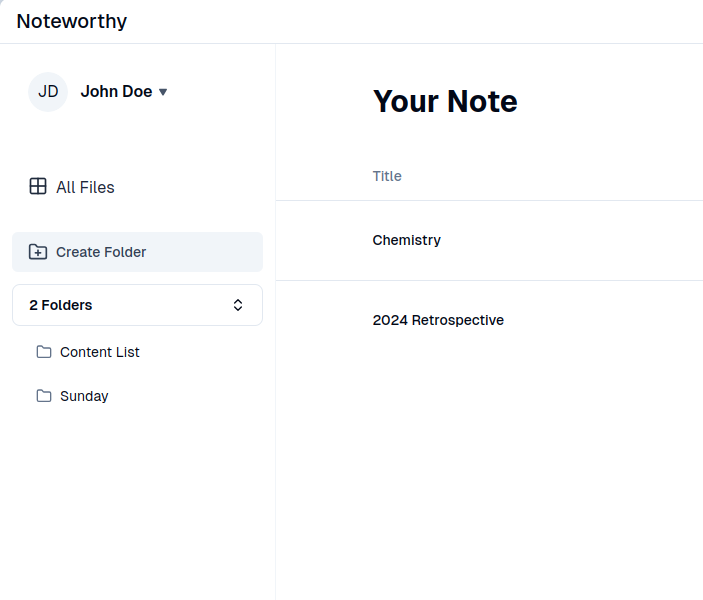 Noteworthy
JD
John Doe
All Files
Create Folder
2 Folders
Content List
Sunday
Your Note
Title
Chemistry
2024 Retrospective